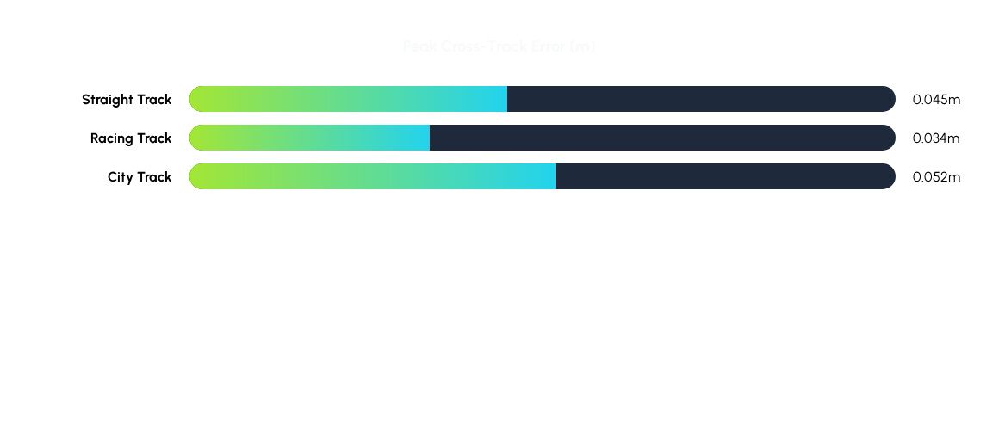 Peak Cross-Track Error (m)
Straight Track 0.045m
Racing Track 0.034m
City Track 0.052m